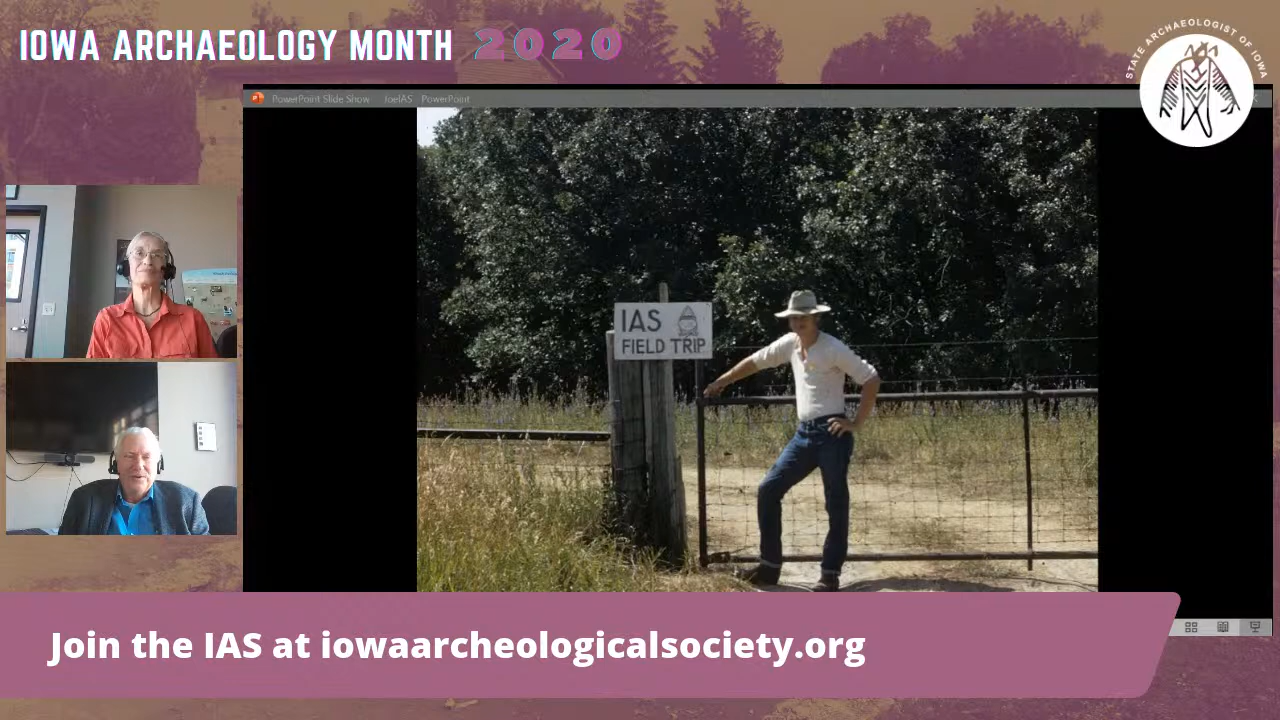 IOWA ARCHAEOLOGY MONTH 2020
STATE ARCHAEOLOGIST OF IOWA
PowerPoint Slide Show - JoeIAS - PowerPoint
IAS
FIELD TRIP
Join the IAS at iowaarcheologicalsociety.org